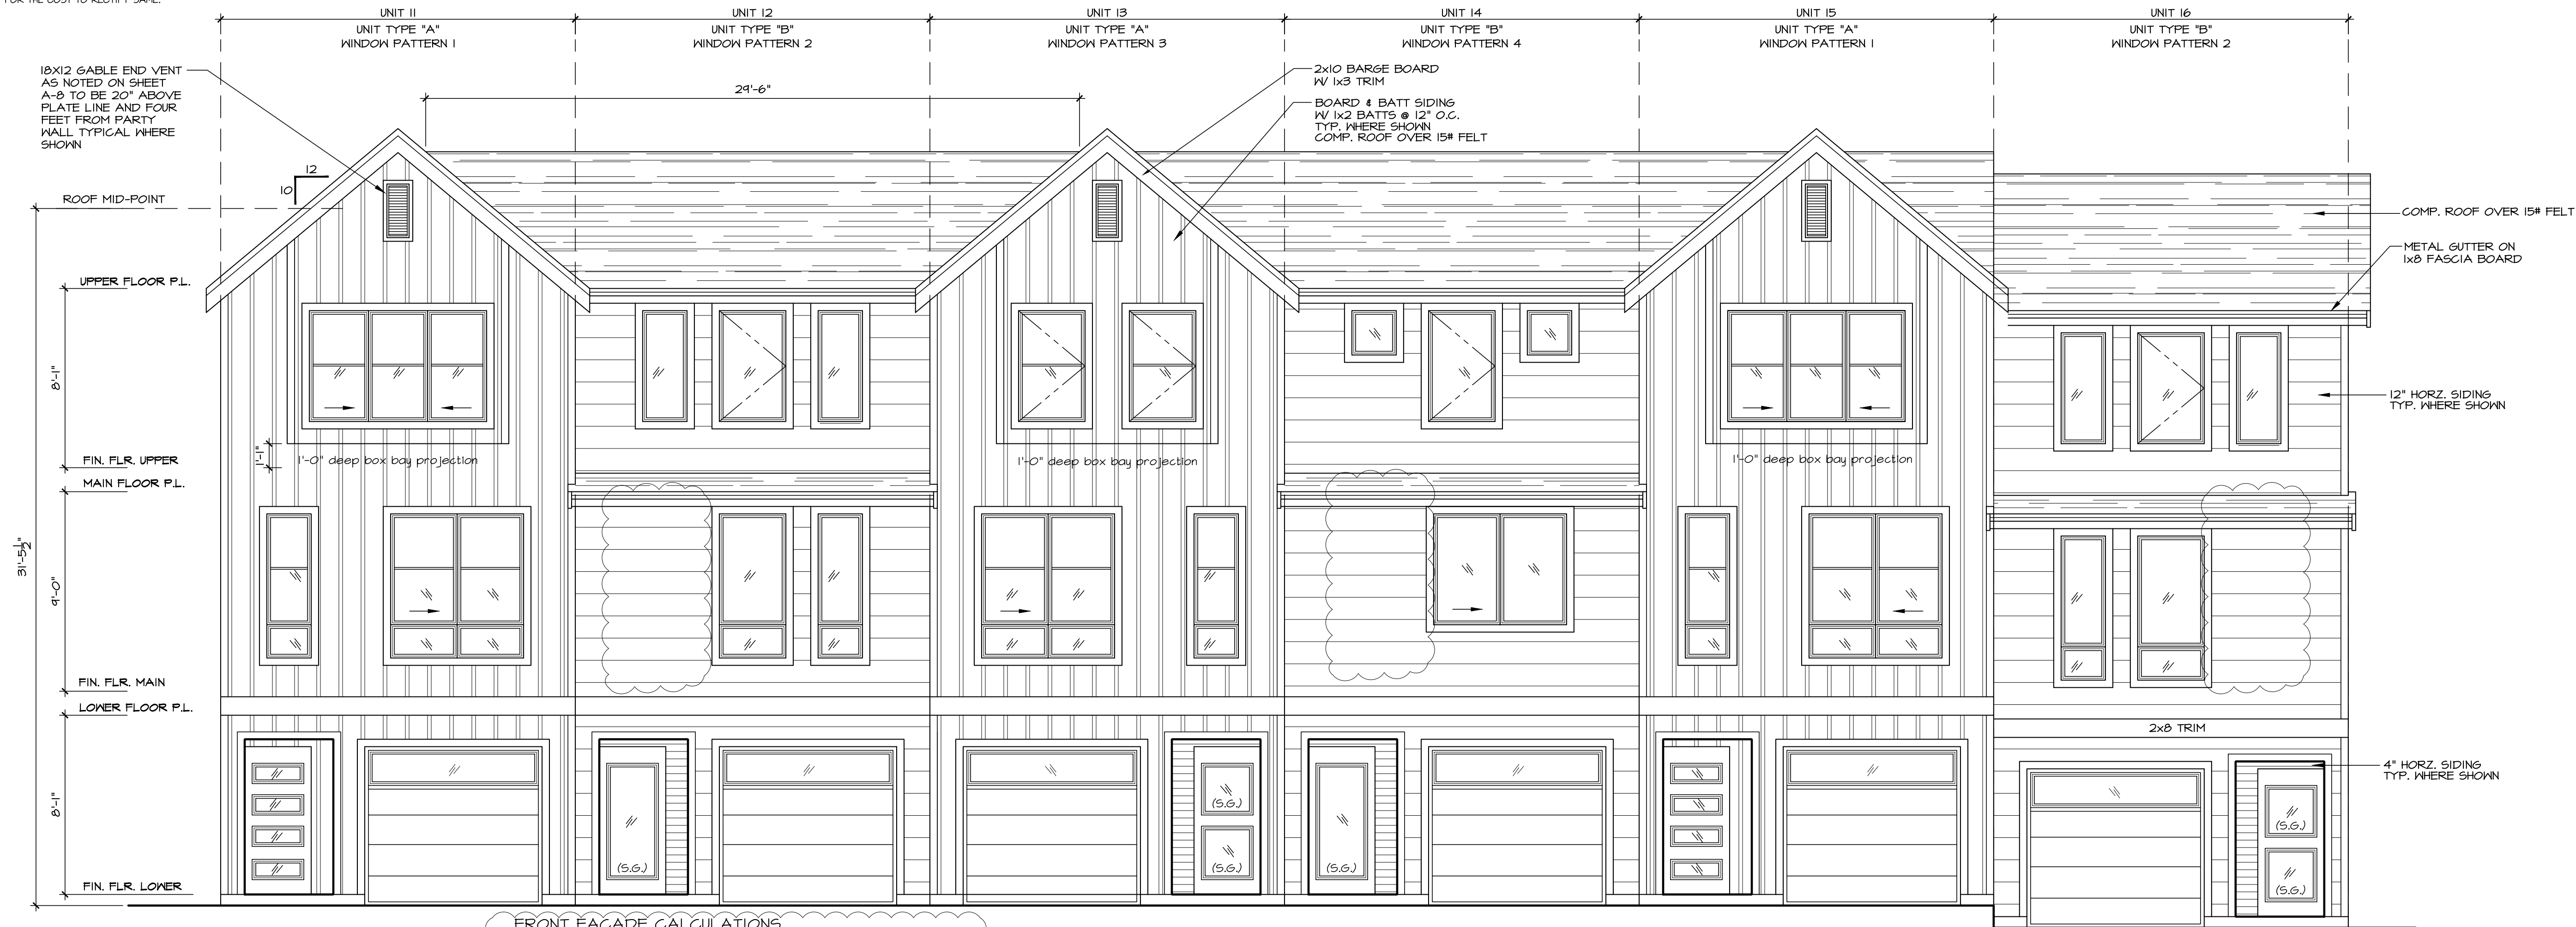 FOR THE COST TO RECTIFY SAME.
UNIT 11
UNIT TYPE "A"
WINDOW PATTERN 1
UNIT 12
UNIT TYPE "B"
WINDOW PATTERN 2
UNIT 13
UNIT TYPE "A"
WINDOW PATTERN 3
UNIT 14
UNIT TYPE "B"
WINDOW PATTERN 4
UNIT 15
UNIT TYPE "A"
WINDOW PATTERN 1
UNIT 16
UNIT TYPE "B"
WINDOW PATTERN 2
18X12 GABLE END VENT
AS NOTED ON SHEET
A-8 TO BE 20" ABOVE
PLATE LINE AND FOUR
FEET FROM PARTY
WALL TYPICAL WHERE
SHOWN
29'-6"
2x10 BARGE BOARD
W/ 1x3 TRIM
BOARD & BATT SIDING
W/ 1x2 BATTS @ 12" O.C.
TYP. WHERE SHOWN
COMP. ROOF OVER 15# FELT
12
10
ROOF MID-POINT
COMP. ROOF OVER 15# FELT
METAL GUTTER ON
1x8 FASCIA BOARD
UPPER FLOOR P.L.
8'-1"
12" HORZ. SIDING
TYP. WHERE SHOWN
FIN. FLR. UPPER
1'-1"
1'-0" deep box bay projection
1'-0" deep box bay projection
1'-0" deep box bay projection
MAIN FLOOR P.L.
31'-5½"
9'-0"
FIN. FLR. MAIN
LOWER FLOOR P.L.
2x8 TRIM
4" HORZ. SIDING
TYP. WHERE SHOWN
8'-1"
(S.G.)
(S.G.)
(S.G.)
(S.G.)
(S.G.)
(S.G.)
FIN. FLR. LOWER
FRONT FACADE CALCULATIONS